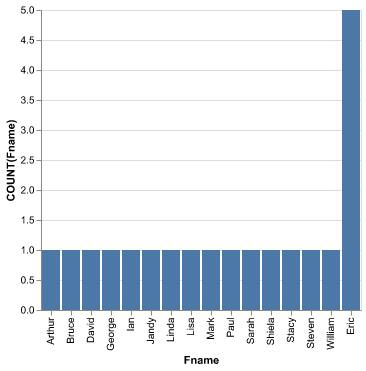 5.0
4.5
4.0
3.5
3.0
2.5
2.0
1.5
1.0
0.5
0.0
COUNT(Fname)
Arthur
Bruce
David
George
Ian
Jandy
Linda
Lisa
Mark
Paul
Sarah
Shiela
Stacy
Steven
William
Eric
Fname